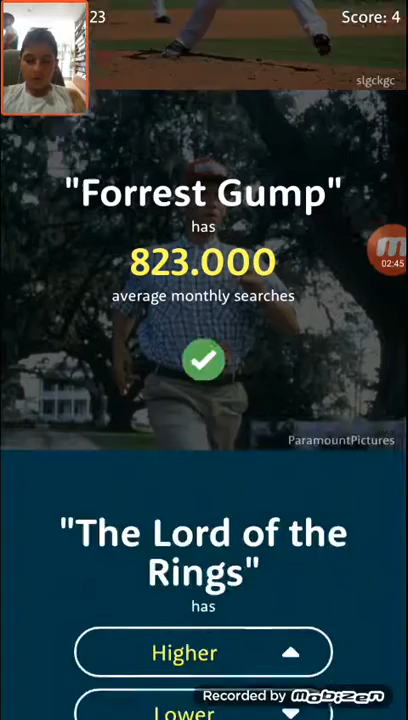 23
Score: 4
slgckgc
"Forrest Gump"
has
823.000
average monthly searches
02:45
ParamountPictures
"The Lord of the
Rings"
has
Higher
Lower
Recorded by mobizen